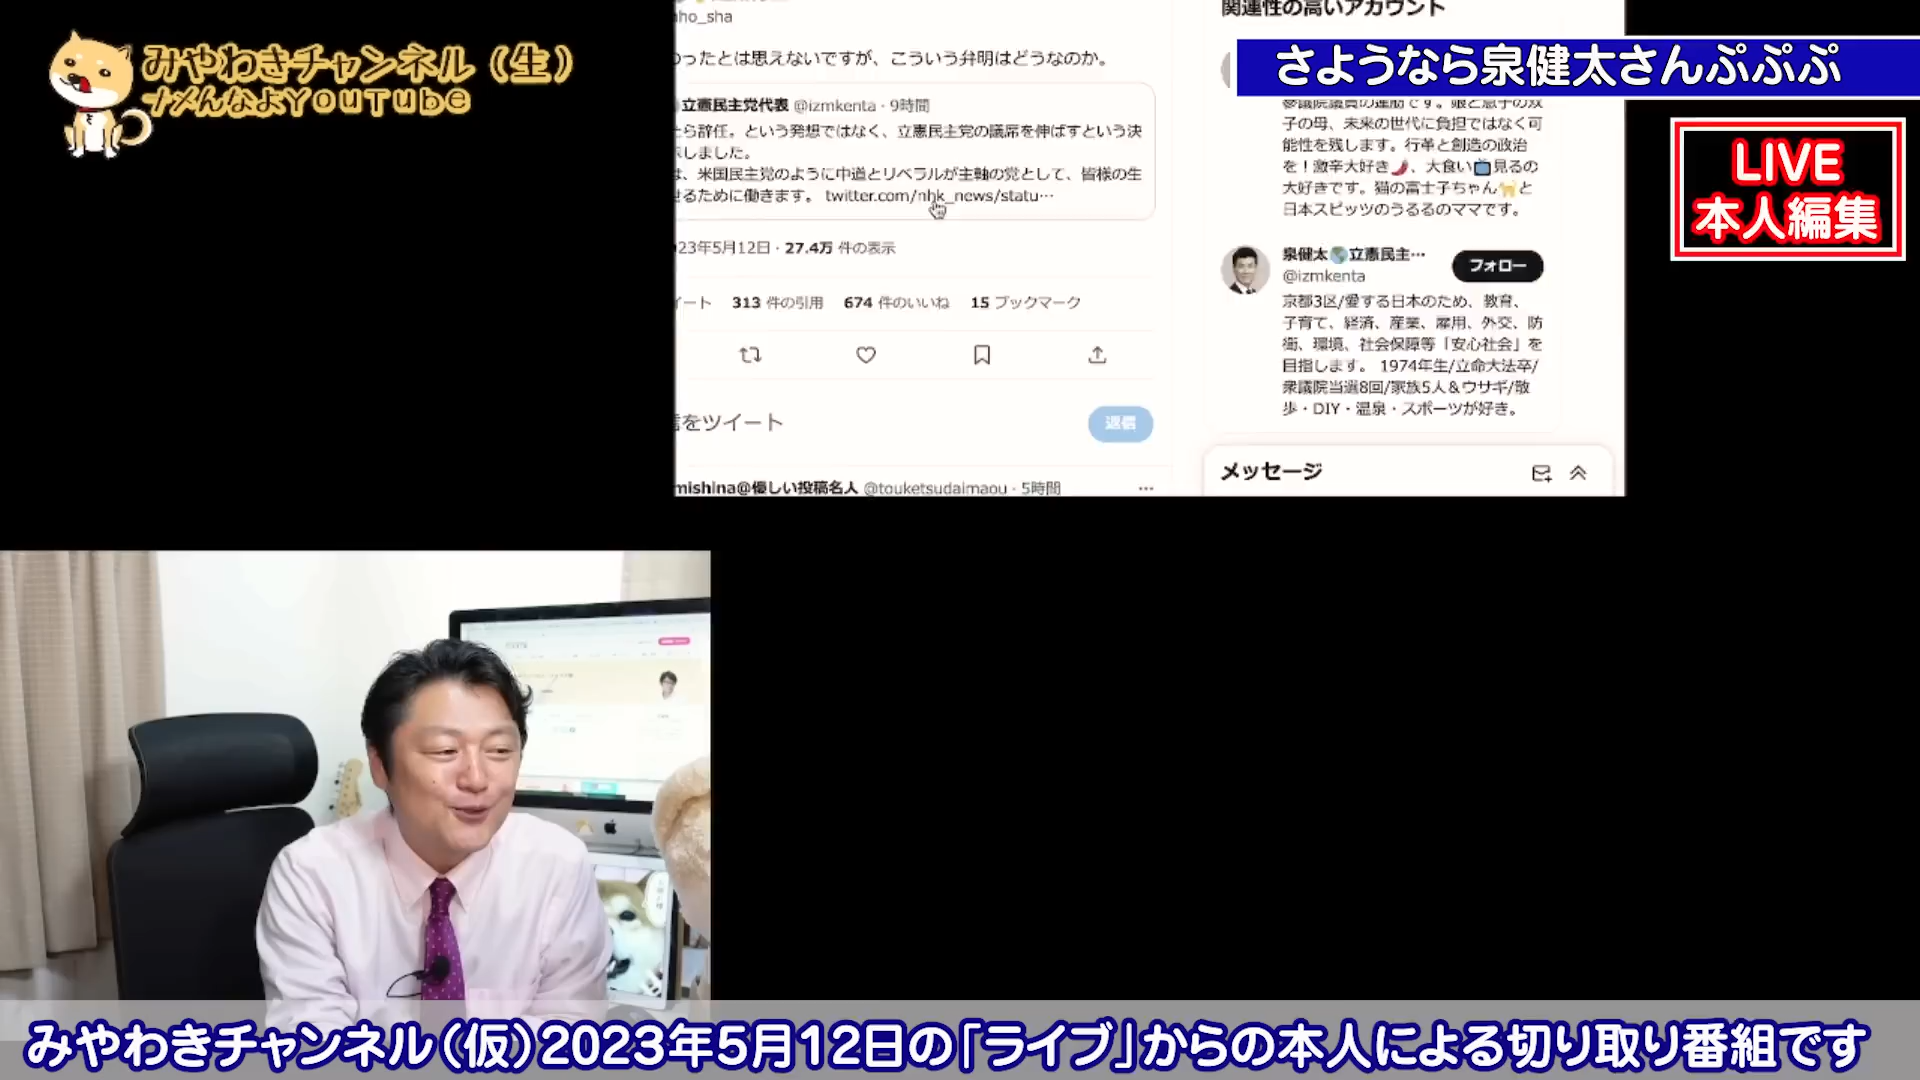 みやわきチャンネル（生）
ナメんなよYouTube
さようなら泉健太さんぷぷぷ
LIVE
本人編集
ho_sha
ったとは思えないですが、こういう弁明はどうなのか。
立憲民主党代表 @izmkenta · 9時間
たら辞任。という発想ではなく、立憲民主党の議席を伸ばすという決
しました。
は、米国民主党のように中道とリベラルが主軸の党として、皆様の生
せるために働きます。 twitter.com/nhk_news/statu…
23年5月12日 · 27.4万 件の表示
ート 313 件の引用 674 件のいいね 15 ブックマーク
をツイート
返信
mishina@優しい投稿名人 @touketsudaimaou · 5時間 …
関連性の高いアカウント
参議院議員の蓮舫です。娘と息子の双
子の母、未来の世代に負担ではなく可
能性を残します。行革と創造の政治
を！激辛大好き🌶️、大食い📺見るの
大好きです。猫の富士子ちゃん🐈と
日本スピッツのうるるのママです。
泉健太🌏立憲民主…
@izmkenta
フォロー
京都3区/愛する日本のため、教育、
子育て、経済、産業、雇用、外交、防
衛、環境、社会保障等「安心社会」を
目指します。 1974年生/立命大法卒/
衆議院当選8回/家族5人＆ウサギ/散
歩・DIY・温泉・スポーツが好き。
メッセージ
みやわきチャンネル（仮）2023年5月12日の「ライブ」からの本人による切り取り番組です